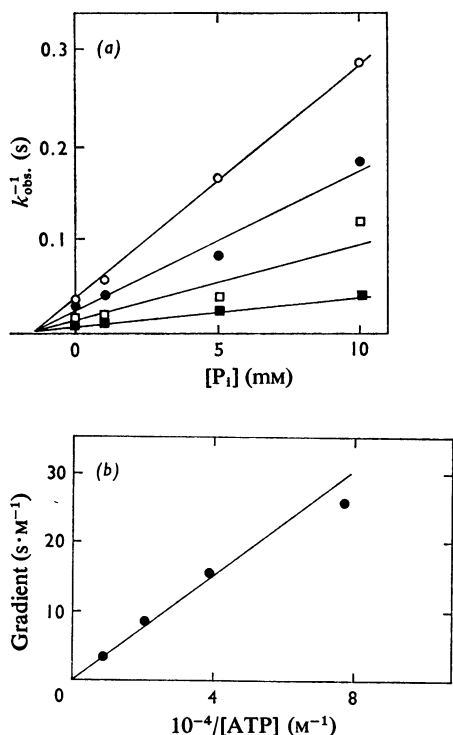 (a)
0.3
0.2
0.1
k⁻¹obs. (s)
0
5
10
[Pᵢ] (mM)
(b)
30
20
10
0
Gradient (s·M⁻¹)
4
8
10⁻⁴/[ATP] (M⁻¹)